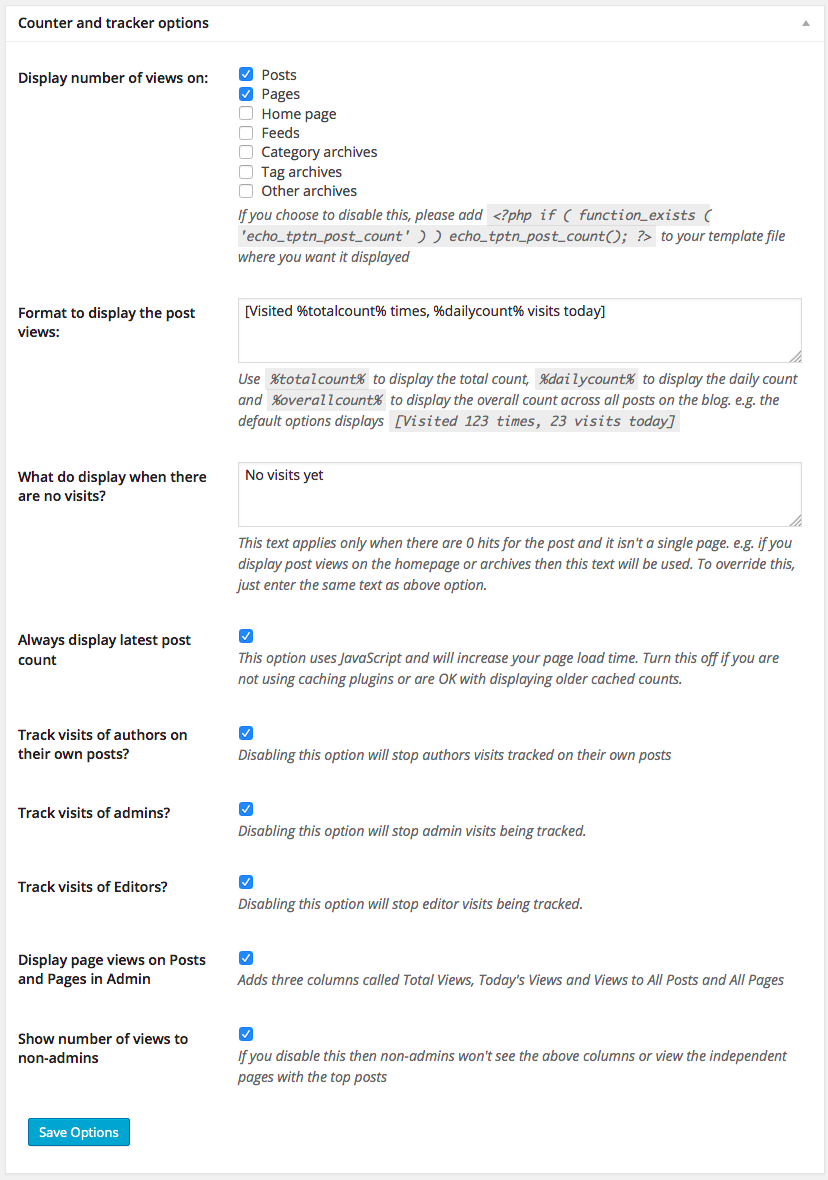 Counter and tracker options
Display number of views on:
Posts
Pages
Home page
Feeds
Category archives
Tag archives
Other archives
If you choose to disable this, please add <?php if ( function_exists (
'echo_tptn_post_count' ) ) echo_tptn_post_count(); ?> to your template file
where you want it displayed
Format to display the post
views:
[Visited %totalcount% times, %dailycount% visits today]
Use %totalcount% to display the total count, %dailycount% to display the daily count
and %overallcount% to display the overall count across all posts on the blog. e.g. the
default options displays [Visited 123 times, 23 visits today]
What do display when there
are no visits?
No visits yet
This text applies only when there are 0 hits for the post and it isn't a single page. e.g. if you
display post views on the homepage or archives then this text will be used. To override this,
just enter the same text as above option.
Always display latest post
count
This option uses JavaScript and will increase your page load time. Turn this off if you are
not using caching plugins or are OK with displaying older cached counts.
Track visits of authors on
their own posts?
Disabling this option will stop authors visits tracked on their own posts
Track visits of admins?
Disabling this option will stop admin visits being tracked.
Track visits of Editors?
Disabling this option will stop editor visits being tracked.
Display page views on Posts
and Pages in Admin
Adds three columns called Total Views, Today's Views and Views to All Posts and All Pages
Show number of views to
non-admins
If you disable this then non-admins won't see the above columns or view the independent
pages with the top posts
Save Options